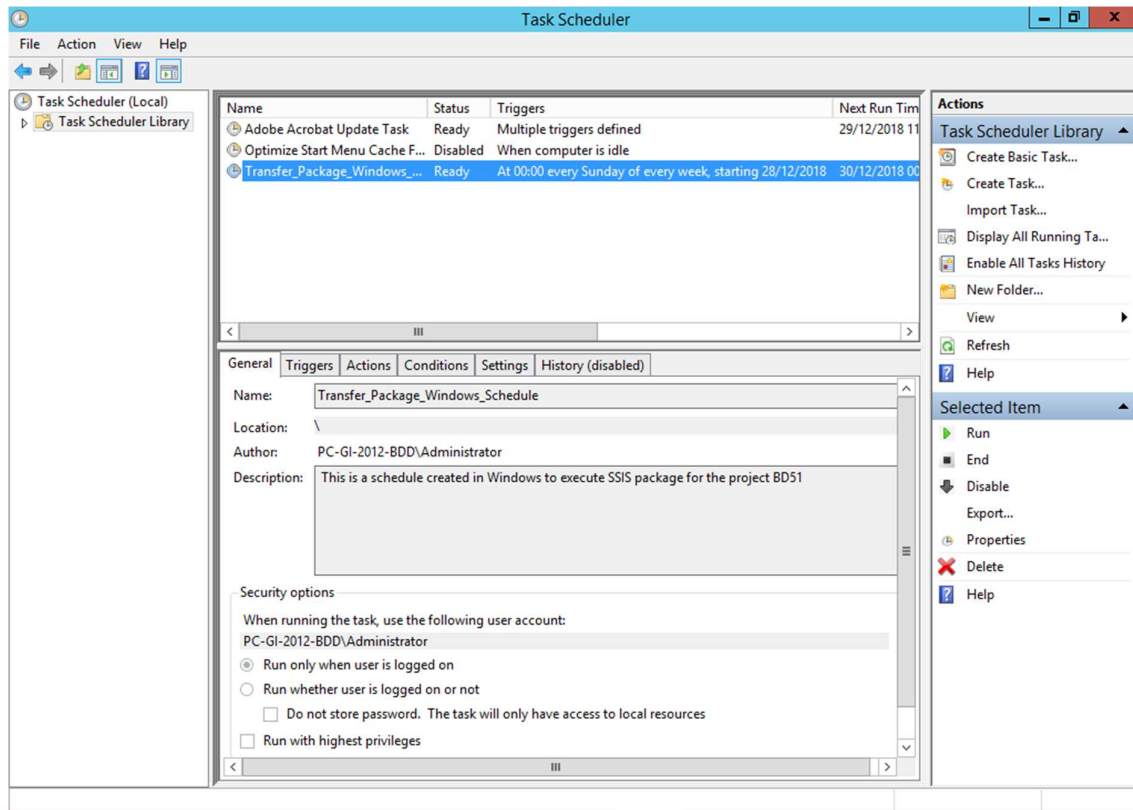 Task Scheduler
File Action View Help
Task Scheduler (Local)
Task Scheduler Library
Name Status Triggers Next Run Tim
Adobe Acrobat Update Task Ready Multiple triggers defined 29/12/2018 11
Optimize Start Menu Cache F... Disabled When computer is idle
Transfer_Package_Windows_... Ready At 00:00 every Sunday of every week, starting 28/12/2018 30/12/2018 00
General Triggers Actions Conditions Settings History (disabled)
Name: Transfer_Package_Windows_Schedule
Location: \
Author: PC-GI-2012-BDD\Administrator
Description: This is a schedule created in Windows to execute SSIS package for the project BD51
Security options
When running the task, use the following user account:
PC-GI-2012-BDD\Administrator
Run only when user is logged on
Run whether user is logged on or not
Do not store password. The task will only have access to local resources
Run with highest privileges
Actions
Task Scheduler Library
Create Basic Task...
Create Task...
Import Task...
Display All Running Ta...
Enable All Tasks History
New Folder...
View
Refresh
Help
Selected Item
Run
End
Disable
Export...
Properties
Delete
Help